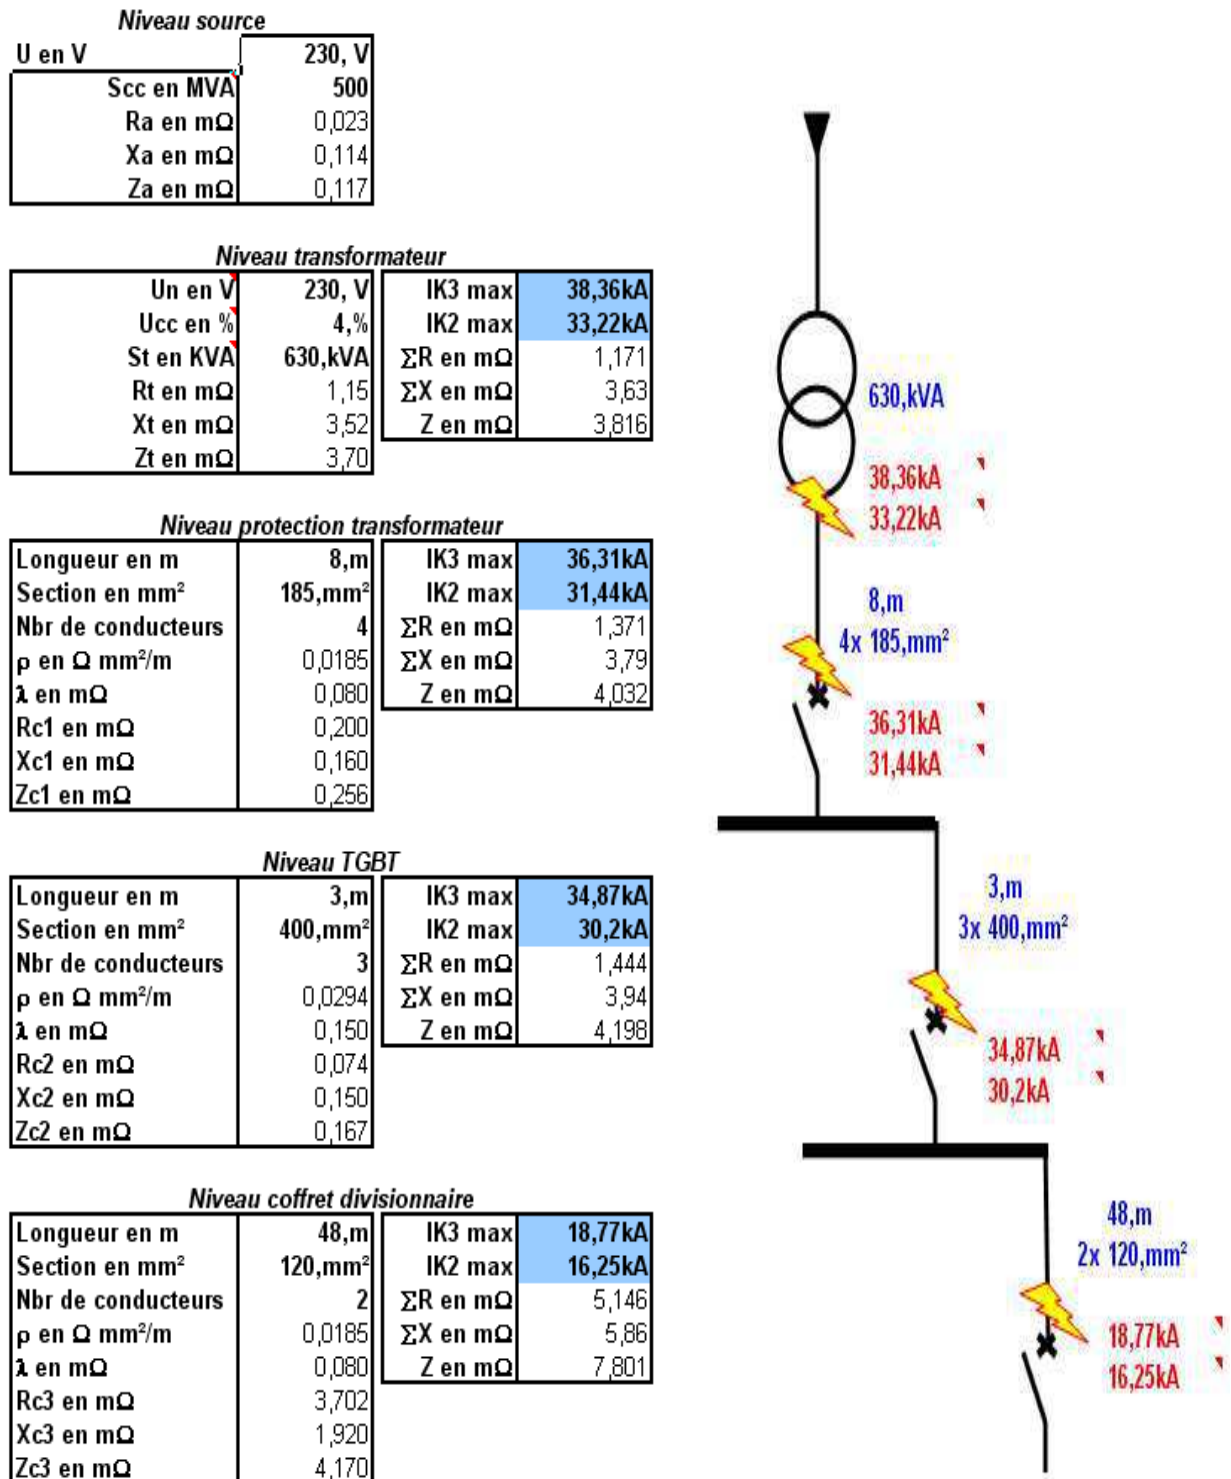 Niveau source
U en V 230, V
Scc en MVA 500
Ra en mΩ 0,023
Xa en mΩ 0,114
Za en mΩ 0,117
Niveau transformateur
Un en V 230, V IK3 max 38,36kA
Ucc en % 4,% IK2 max 33,22kA
St en KVA 630,kVA ΣR en mΩ 1,171
Rt en mΩ 1,15 ΣX en mΩ 3,63
Xt en mΩ 3,52 Z en mΩ 3,816
Zt en mΩ 3,70
Niveau protection transformateur
Longueur en m 8,m IK3 max 36,31kA
Section en mm² 185,mm² IK2 max 31,44kA
Nbr de conducteurs 4 ΣR en mΩ 1,371
ρ en Ω mm²/m 0,0185 ΣX en mΩ 3,79
λ en mΩ 0,080 Z en mΩ 4,032
Rc1 en mΩ 0,200
Xc1 en mΩ 0,160
Zc1 en mΩ 0,256
Niveau TGBT
Longueur en m 3,m IK3 max 34,87kA
Section en mm² 400,mm² IK2 max 30,2kA
Nbr de conducteurs 3 ΣR en mΩ 1,444
ρ en Ω mm²/m 0,0294 ΣX en mΩ 3,94
λ en mΩ 0,150 Z en mΩ 4,198
Rc2 en mΩ 0,074
Xc2 en mΩ 0,150
Zc2 en mΩ 0,167
Niveau coffret divisionnaire
Longueur en m 48,m IK3 max 18,77kA
Section en mm² 120,mm² IK2 max 16,25kA
Nbr de conducteurs 2 ΣR en mΩ 5,146
ρ en Ω mm²/m 0,0185 ΣX en mΩ 5,86
λ en mΩ 0,080 Z en mΩ 7,801
Rc3 en mΩ 3,702
Xc3 en mΩ 1,920
Zc3 en mΩ 4,170
630,kVA
38,36kA
33,22kA
8,m
4x 185,mm²
36,31kA
31,44kA
3,m
3x 400,mm²
34,87kA
30,2kA
48,m
2x 120,mm²
18,77kA
16,25kA